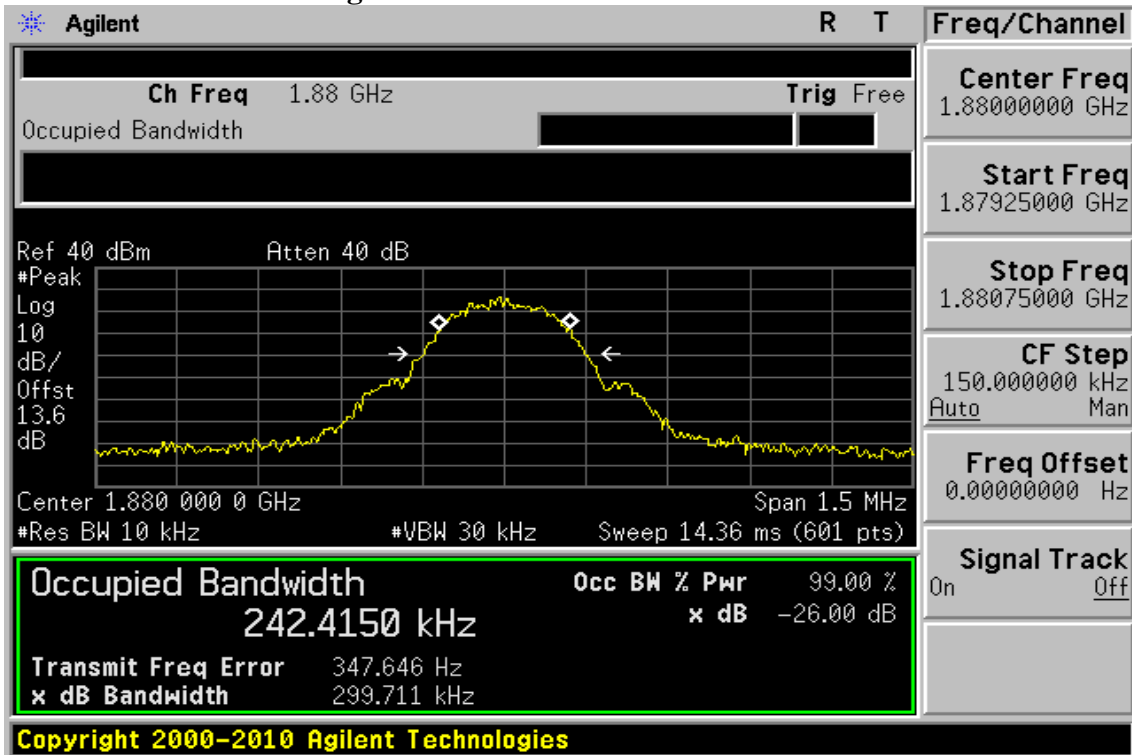 Agilent R T
Ch Freq 1.88 GHz Trig Free
Occupied Bandwidth
Ref 40 dBm Atten 40 dB
#Peak
Log
10
dB/
Offst
13.6
dB
Center 1.880 000 0 GHz Span 1.5 MHz
#Res BW 10 kHz #VBW 30 kHz Sweep 14.36 ms (601 pts)
Occupied Bandwidth
242.4150 kHz
Occ BW % Pwr 99.00 %
x dB -26.00 dB
Transmit Freq Error 347.646 Hz
x dB Bandwidth 299.711 kHz
Copyright 2000-2010 Agilent Technologies
Freq/Channel
Center Freq
1.88000000 GHz
Start Freq
1.87925000 GHz
Stop Freq
1.88075000 GHz
CF Step
150.000000 kHz
Auto Man
Freq Offset
0.00000000 Hz
Signal Track
On Off